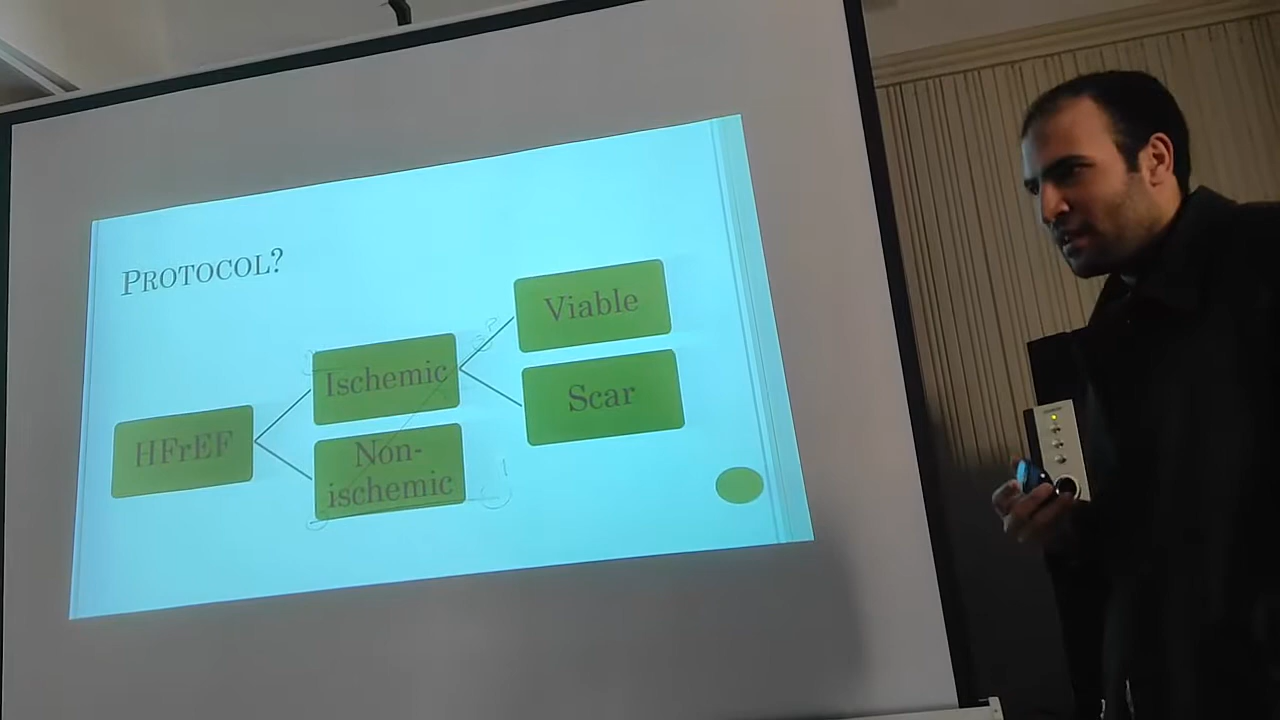 PROTOCOL?
Viable
Ischemic
Scar
HFrEF
Non-
ischemic